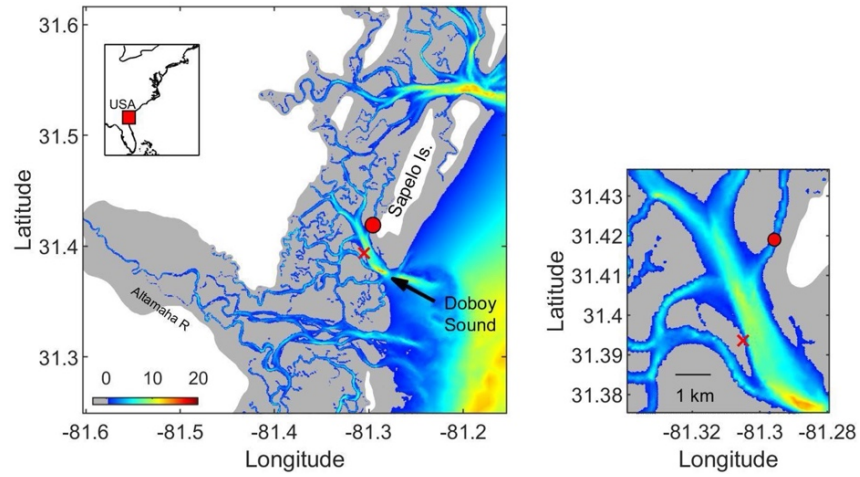 31.6
31.5
31.4
31.3
Latitude
USA
Sapelo Is.
Altamaha R
Doboy
Sound
0 10 20
-81.6 -81.5 -81.4 -81.3 -81.2
Longitude
31.43
31.42
31.41
31.4
31.39
31.38
Latitude
1 km
-81.32 -81.3 -81.28
Longitude